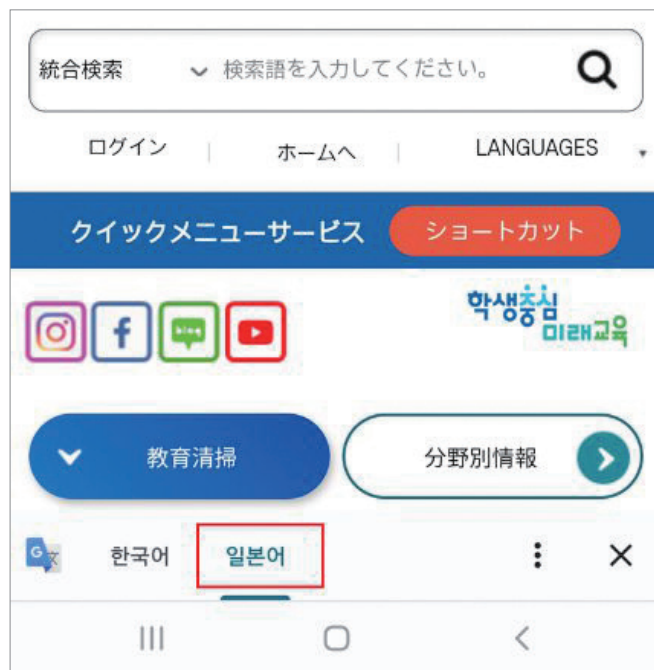 統合検索 検索語を入力してください。
ログイン ホームへ LANGUAGES
クイックメニューサービス ショートカット
학생중심
미래교육
blog
教育清掃 分野別情報
G 文 한국어 일본어